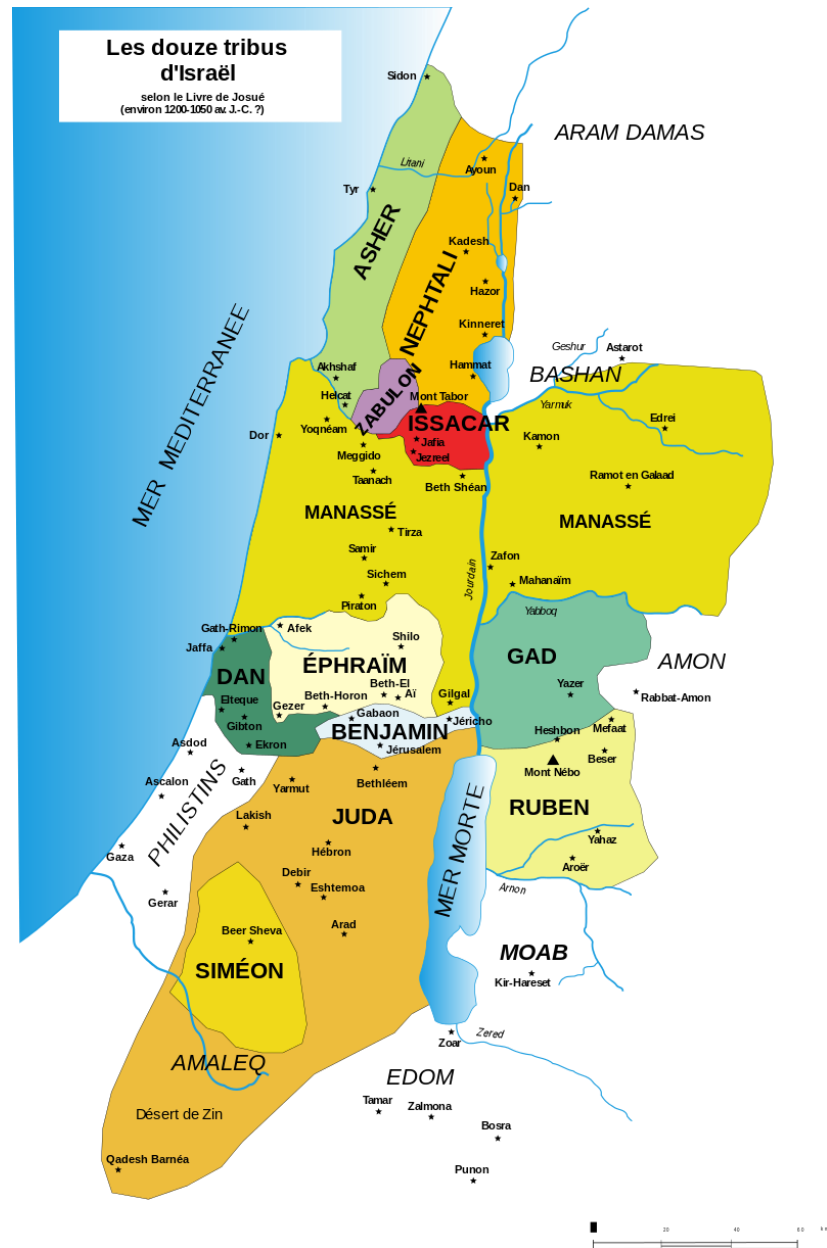 Les douze tribus
d'Israël
selon le Livre de Josué
(environ 1200-1050 av. J.-C. ?)
Sidon
ARAM DAMAS
Litani
Ayoun
Tyr
Dan
ASHER
Kadesh
NEPHTALI
Hazor
Kinneret
MER MEDITERRANEE
Geshur
Astarot
Akhshaf
Hammat
BASHAN
Helcat
ZABULON
Mont Tabor
Yarmuk
Yoqnéam
ISSACAR
Edrei
Dor
Jafia
Kamon
Meggido
Jezreel
Taanach
Beth Shéan
Ramot en Galaad
MANASSÉ
MANASSÉ
Tirza
Samir
Zafon
Sichem
Jourdain
Mahanaïm
Piraton
Yabboq
Gath-Rimon
Afek
Jaffa
Shilo
GAD
DAN
ÉPHRAÏM
AMON
Beth-El
Yazer
Elteque
Beth-Horon
Aï
Gilgal
Rabbat-Amon
Gezer
Gabaon
Jéricho
Gibton
BENJAMIN
Heshbon
Mefaat
Asdod
Ekron
Jérusalem
Beser
Ascalon
Gath
Yarmut
Bethléem
Mont Nébo
PHILISTINS
Lakish
JUDA
RUBEN
MER MORTE
Yahaz
Gaza
Hébron
Aroër
Debir
Eshtemoa
Arnon
Gerar
Beer Sheva
Arad
MOAB
SIMÉON
Kir-Hareset
Zered
Zoar
AMALEQ
EDOM
Désert de Zin
Tamar
Zalmona
Bosra
Qadesh Barnéa
Punon
20
40
60